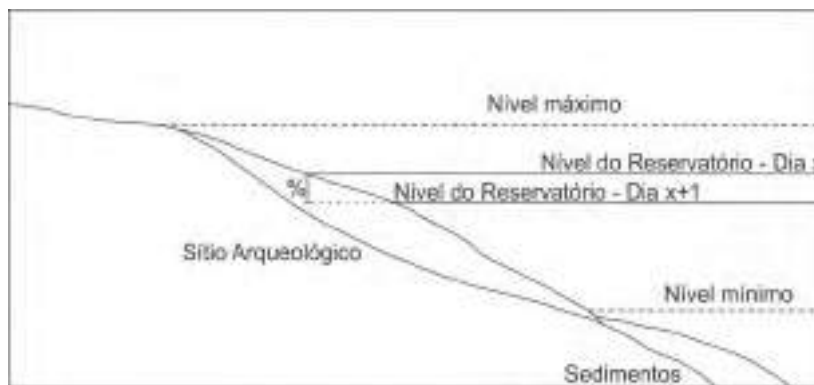 Nível máximo
Nível do Reservatório - Dia x
%
Nível do Reservatório - Dia x+1
Sítio Arqueológico
Nível mínimo
Sedimentos